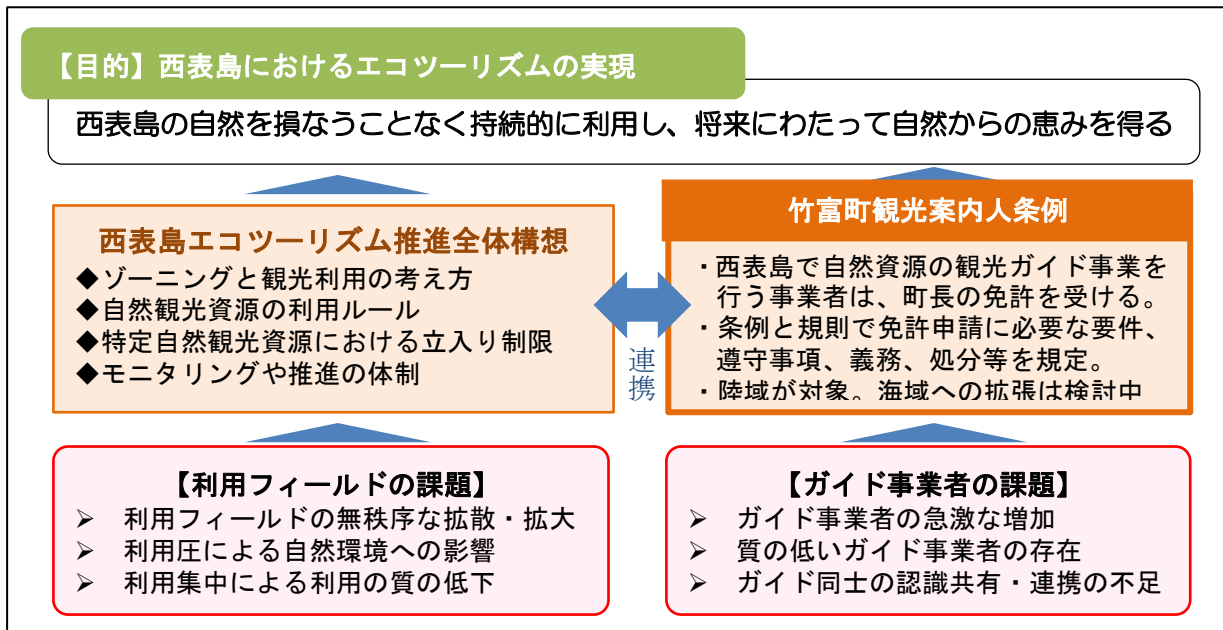 【目的】西表島におけるエコツーリズムの実現
西表島の自然を損なうことなく持続的に利用し、将来にわたって自然からの恵みを得る
西表島エコツーリズム推進全体構想
◆ゾーニングと観光利用の考え方
◆自然観光資源の利用ルール
◆特定自然観光資源における立入り制限
◆モニタリングや推進の体制
連携
竹富町観光案内人条例
・西表島で自然資源の観光ガイド事業を
行う事業者は、町長の免許を受ける。
・条例と規則で免許申請に必要な要件、
遵守事項、義務、処分等を規定。
・陸域が対象。海域への拡張は検討中
【利用フィールドの課題】
➢ 利用フィールドの無秩序な拡散・拡大
➢ 利用圧による自然環境への影響
➢ 利用集中による利用の質の低下
【ガイド事業者の課題】
➢ ガイド事業者の急激な増加
➢ 質の低いガイド事業者の存在
➢ ガイド同士の認識共有・連携の不足